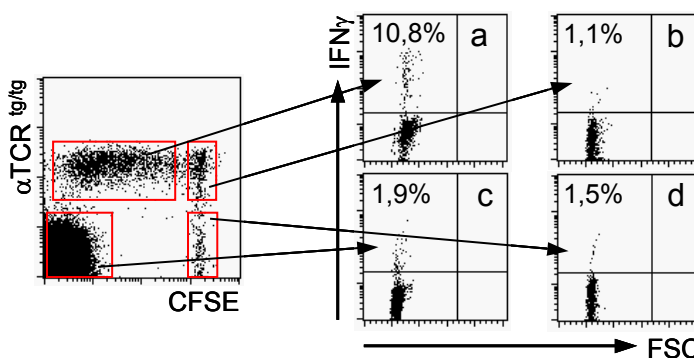 αTCR tg/tg
CFSE
IFNγ
10,8%
a
1,1%
b
1,9%
c
1,5%
d
FSC